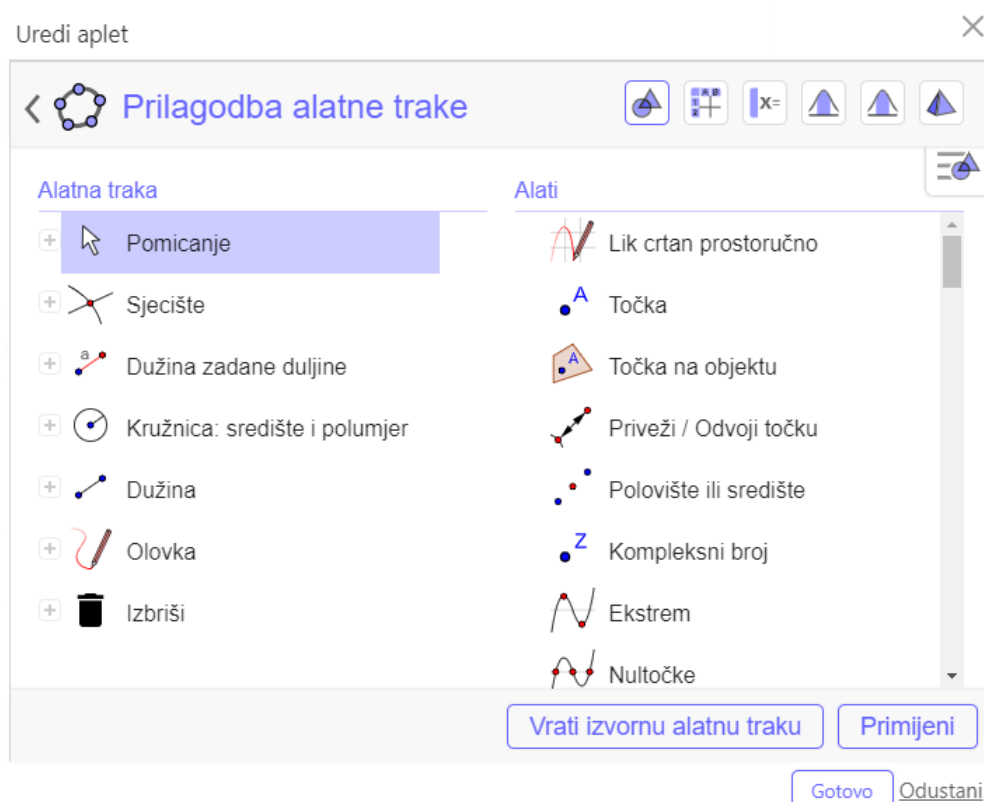 Uredi aplet
Prilagodba alatne trake
A B
1
2
X=
Alatna traka
Alati
Pomicanje
Lik crtan prostoručno
Sjecište
A
Točka
a
Dužina zadane duljine
A
Točka na objektu
Kružnica: središte i polumjer
Priveži / Odvoji točku
Dužina
Polovište ili središte
Olovka
Z
Kompleksni broj
Izbriši
Ekstrem
Nultočke
Vrati izvornu alatnu traku
Primijeni
Gotovo
Odustani